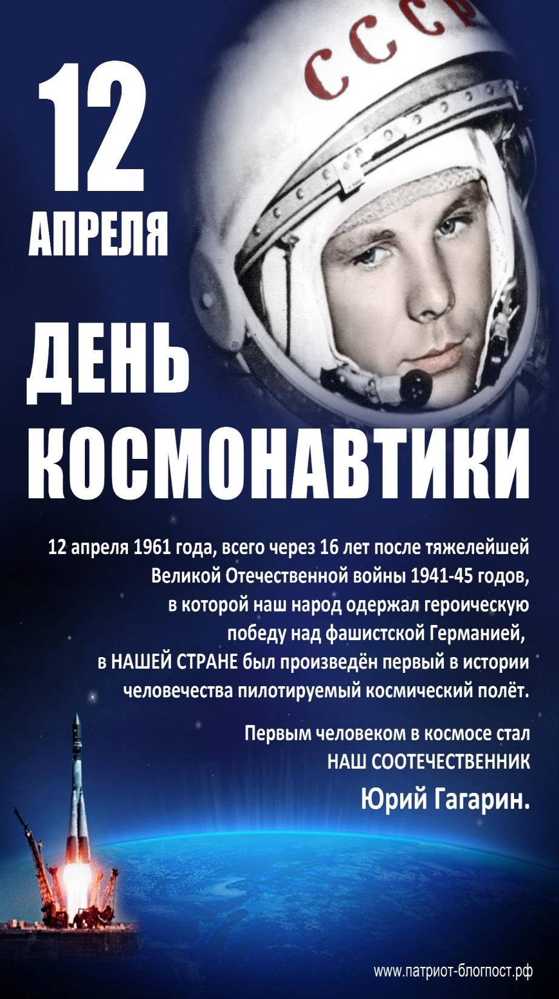 СССР
12
АПРЕЛЯ
ДЕНЬ
КОСМОНАВТИКИ
12 апреля 1961 года, всего через 16 лет после тяжелейшей
Великой Отечественной войны 1941-45 годов,
в которой наш народ одержал героическую
победу над фашистской Германией,
в НАШЕЙ СТРАНЕ был произведён первый в истории
человечества пилотируемый космический полёт.
Первым человеком в космосе стал
НАШ СООТЕЧЕСТВЕННИК
Юрий Гагарин.
www.патриот-блогпост.рф